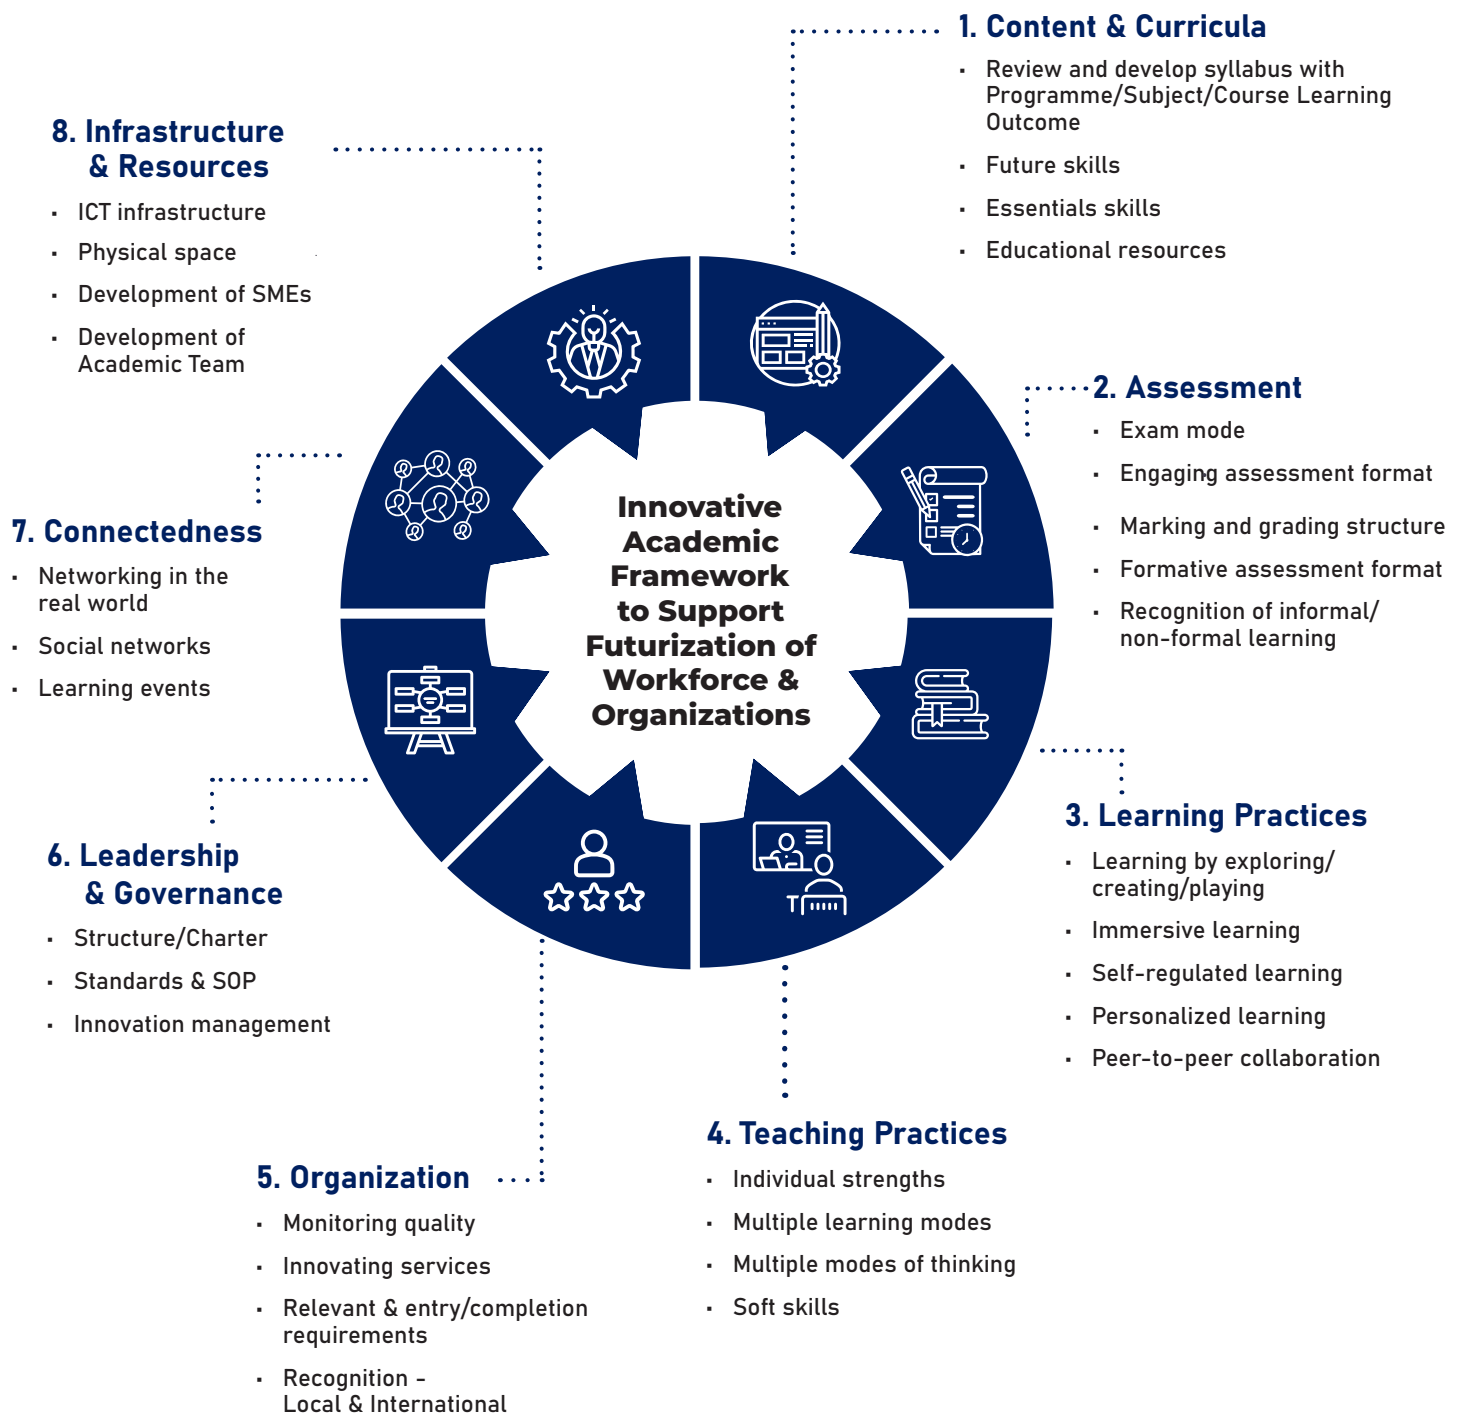 1. Content & Curricula
▪ Review and develop syllabus with
Programme/Subject/Course Learning
Outcome
▪ Future skills
▪ Essentials skills
▪ Educational resources
2. Assessment
▪ Exam mode
▪ Engaging assessment format
▪ Marking and grading structure
▪ Formative assessment format
▪ Recognition of informal/
non-formal learning
3. Learning Practices
▪ Learning by exploring/
creating/playing
▪ Immersive learning
▪ Self-regulated learning
▪ Personalized learning
▪ Peer-to-peer collaboration
4. Teaching Practices
▪ Individual strengths
▪ Multiple learning modes
▪ Multiple modes of thinking
▪ Soft skills
5. Organization
▪ Monitoring quality
▪ Innovating services
▪ Relevant & entry/completion
requirements
▪ Recognition -
Local & International
6. Leadership
& Governance
▪ Structure/Charter
▪ Standards & SOP
▪ Innovation management
7. Connectedness
▪ Networking in the
real world
▪ Social networks
▪ Learning events
8. Infrastructure
& Resources
▪ ICT infrastructure
▪ Physical space
▪ Development of SMEs
▪ Development of
Academic Team
Innovative
Academic
Framework
to Support
Futurization of
Workforce &
Organizations